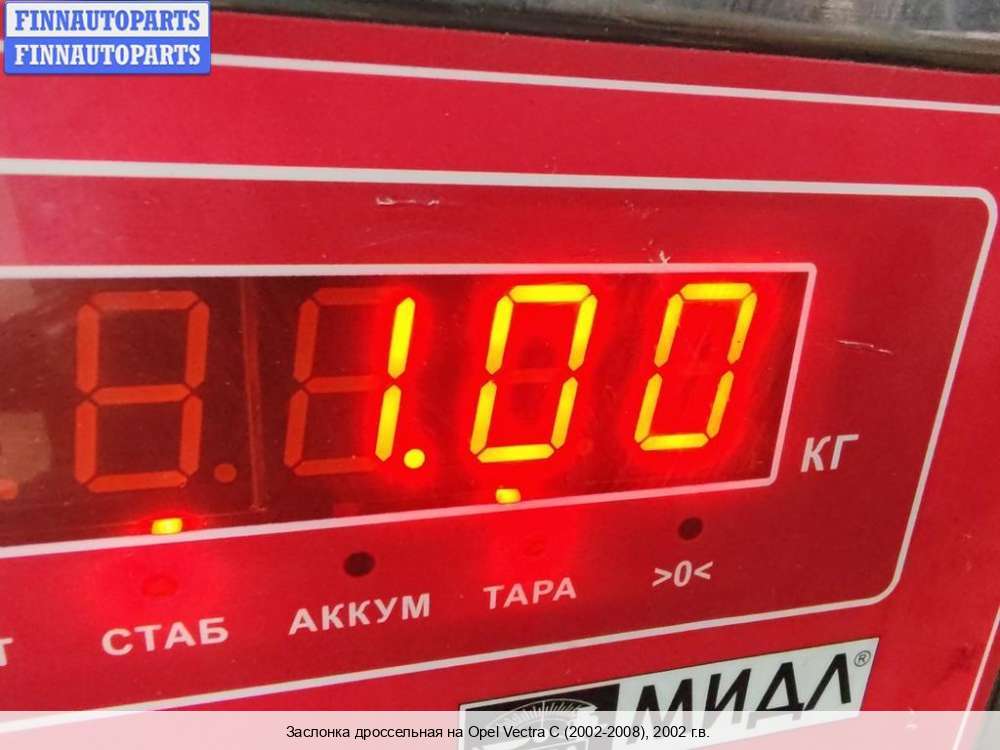 FINNAUTOPARTS
FINNAUTOPARTS
1.00
КГ
СТАБ АККУМ ТАРА >0<
МИДЛ®
Заслонка дроссельная на Opel Vectra C (2002-2008), 2002 г.в.